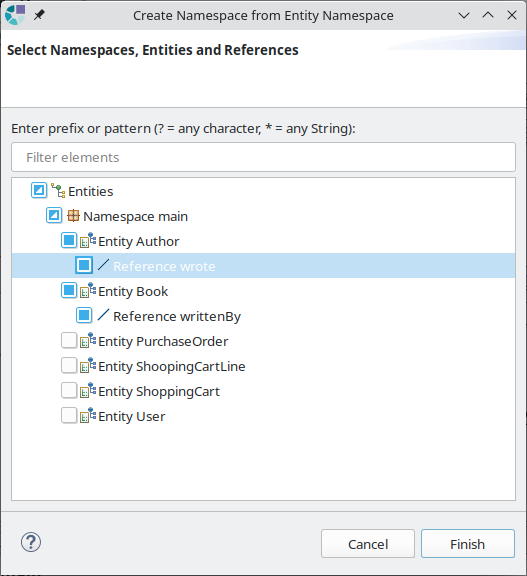 Create Namespace from Entity Namespace
Select Namespaces, Entities and References
Enter prefix or pattern (? = any character, * = any String):
Filter elements
Entities
Namespace main
Entity Author
Reference wrote
Entity Book
Reference writtenBy
Entity PurchaseOrder
Entity ShoopingCartLine
Entity ShoppingCart
Entity User
?
Cancel
Finish